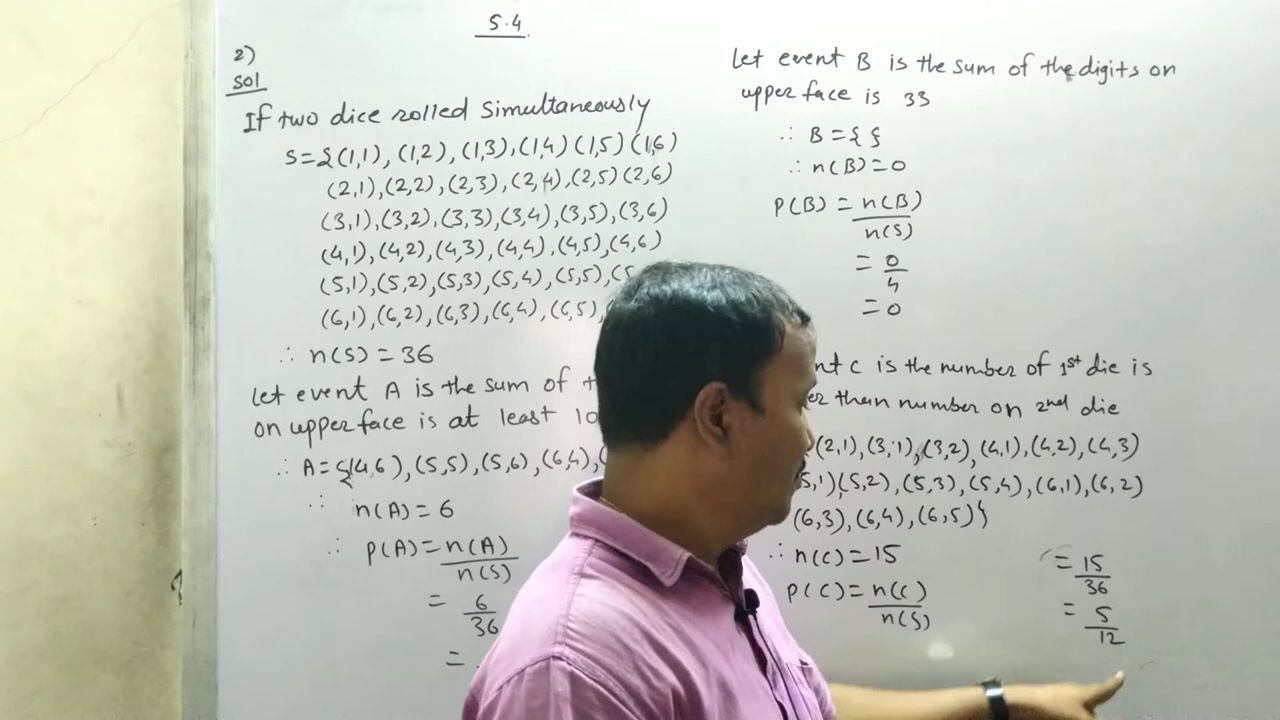 5.4
2)
Sol
If two dice rolled simultaneously
S={(1,1), (1,2), (1,3), (1,4) (1,5) (1,6)
(2,1),(2,2),(2,3),(2,4),(2,5)(2,6)
(3,1),(3,2),(3,3),(3,4),(3,5),(3,6)
(4,1),(4,2),(4,3),(4,4),(4,5),(4,6)
(5,1),(5,2),(5,3),(5,4),(5,5),(5
(6,1),(6,2),(6,3),(6,4),(6,5),
∴ n(S) = 36
Let event A is the sum of
on upper face is at least 10
∴ A={(4,6),(5,5),(5,6),(6,4),
∴ n(A) = 6
∴ P(A) = n(A)/n(S)
= 6/36
=
Let event B is the sum of the digits on
upper face is 33
∴ B = { }
∴ n(B)=0
P(B) = n(B)/n(S)
= 0/4
= 0
C is the number of 1st die is
than number on 2nd die
(2,1),(3,1),(3,2),(4,1),(4,2),(4,3)
5,1)(5,2),(5,3),(5,4),(6,1),(6,2)
(6,3),(6,4),(6,5)}
∴ n(C) = 15
P(C) = n(C)/n(S)
= 15/36
= 5/12